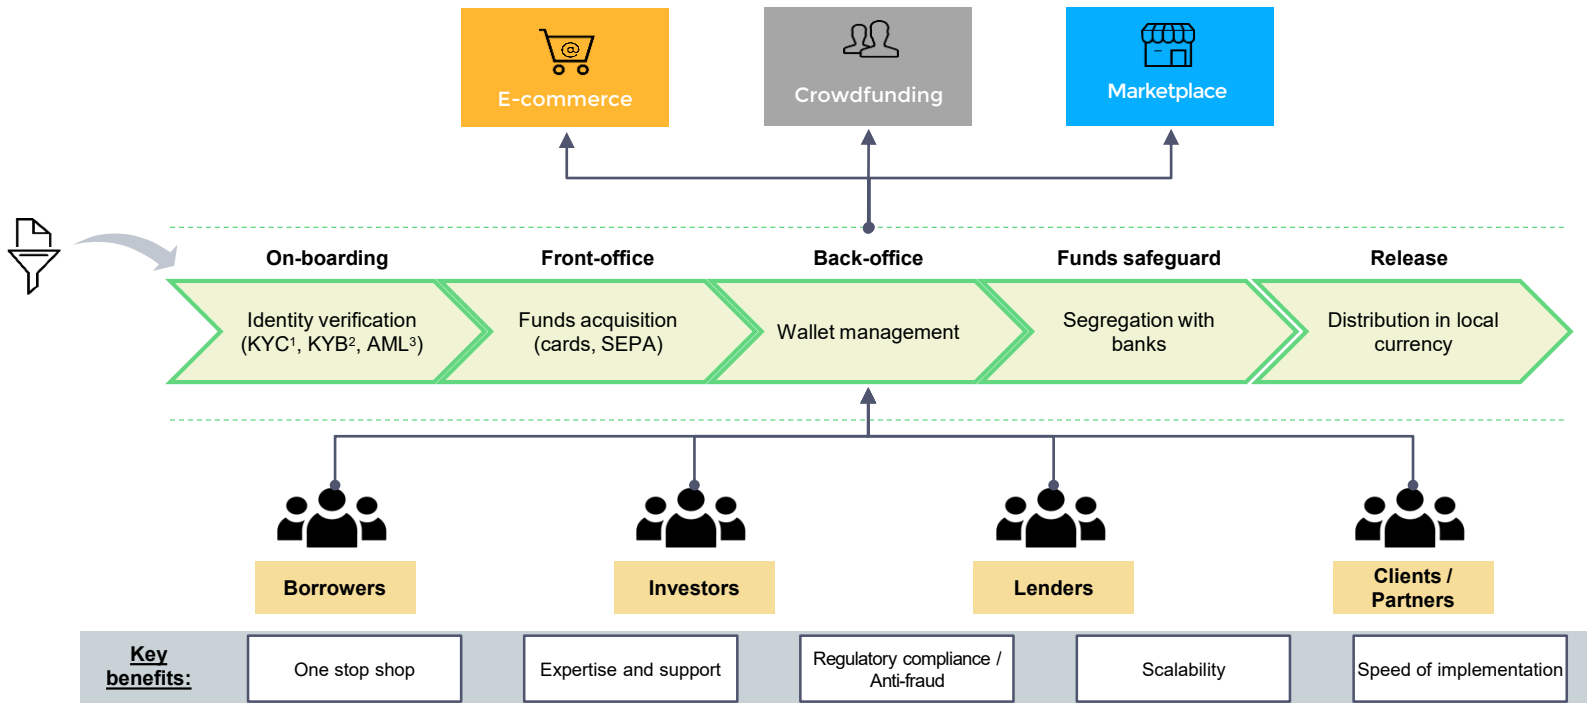 @
E-commerce
Crowdfunding
Marketplace
On-boarding
Front-office
Back-office
Funds safeguard
Release
Identity verification
(KYC¹, KYB², AML³)
Funds acquisition
(cards, SEPA)
Wallet management
Segregation with
banks
Distribution in local
currency
Borrowers
Investors
Lenders
Clients /
Partners
Key
benefits:
One stop shop
Expertise and support
Regulatory compliance /
Anti-fraud
Scalability
Speed of implementation